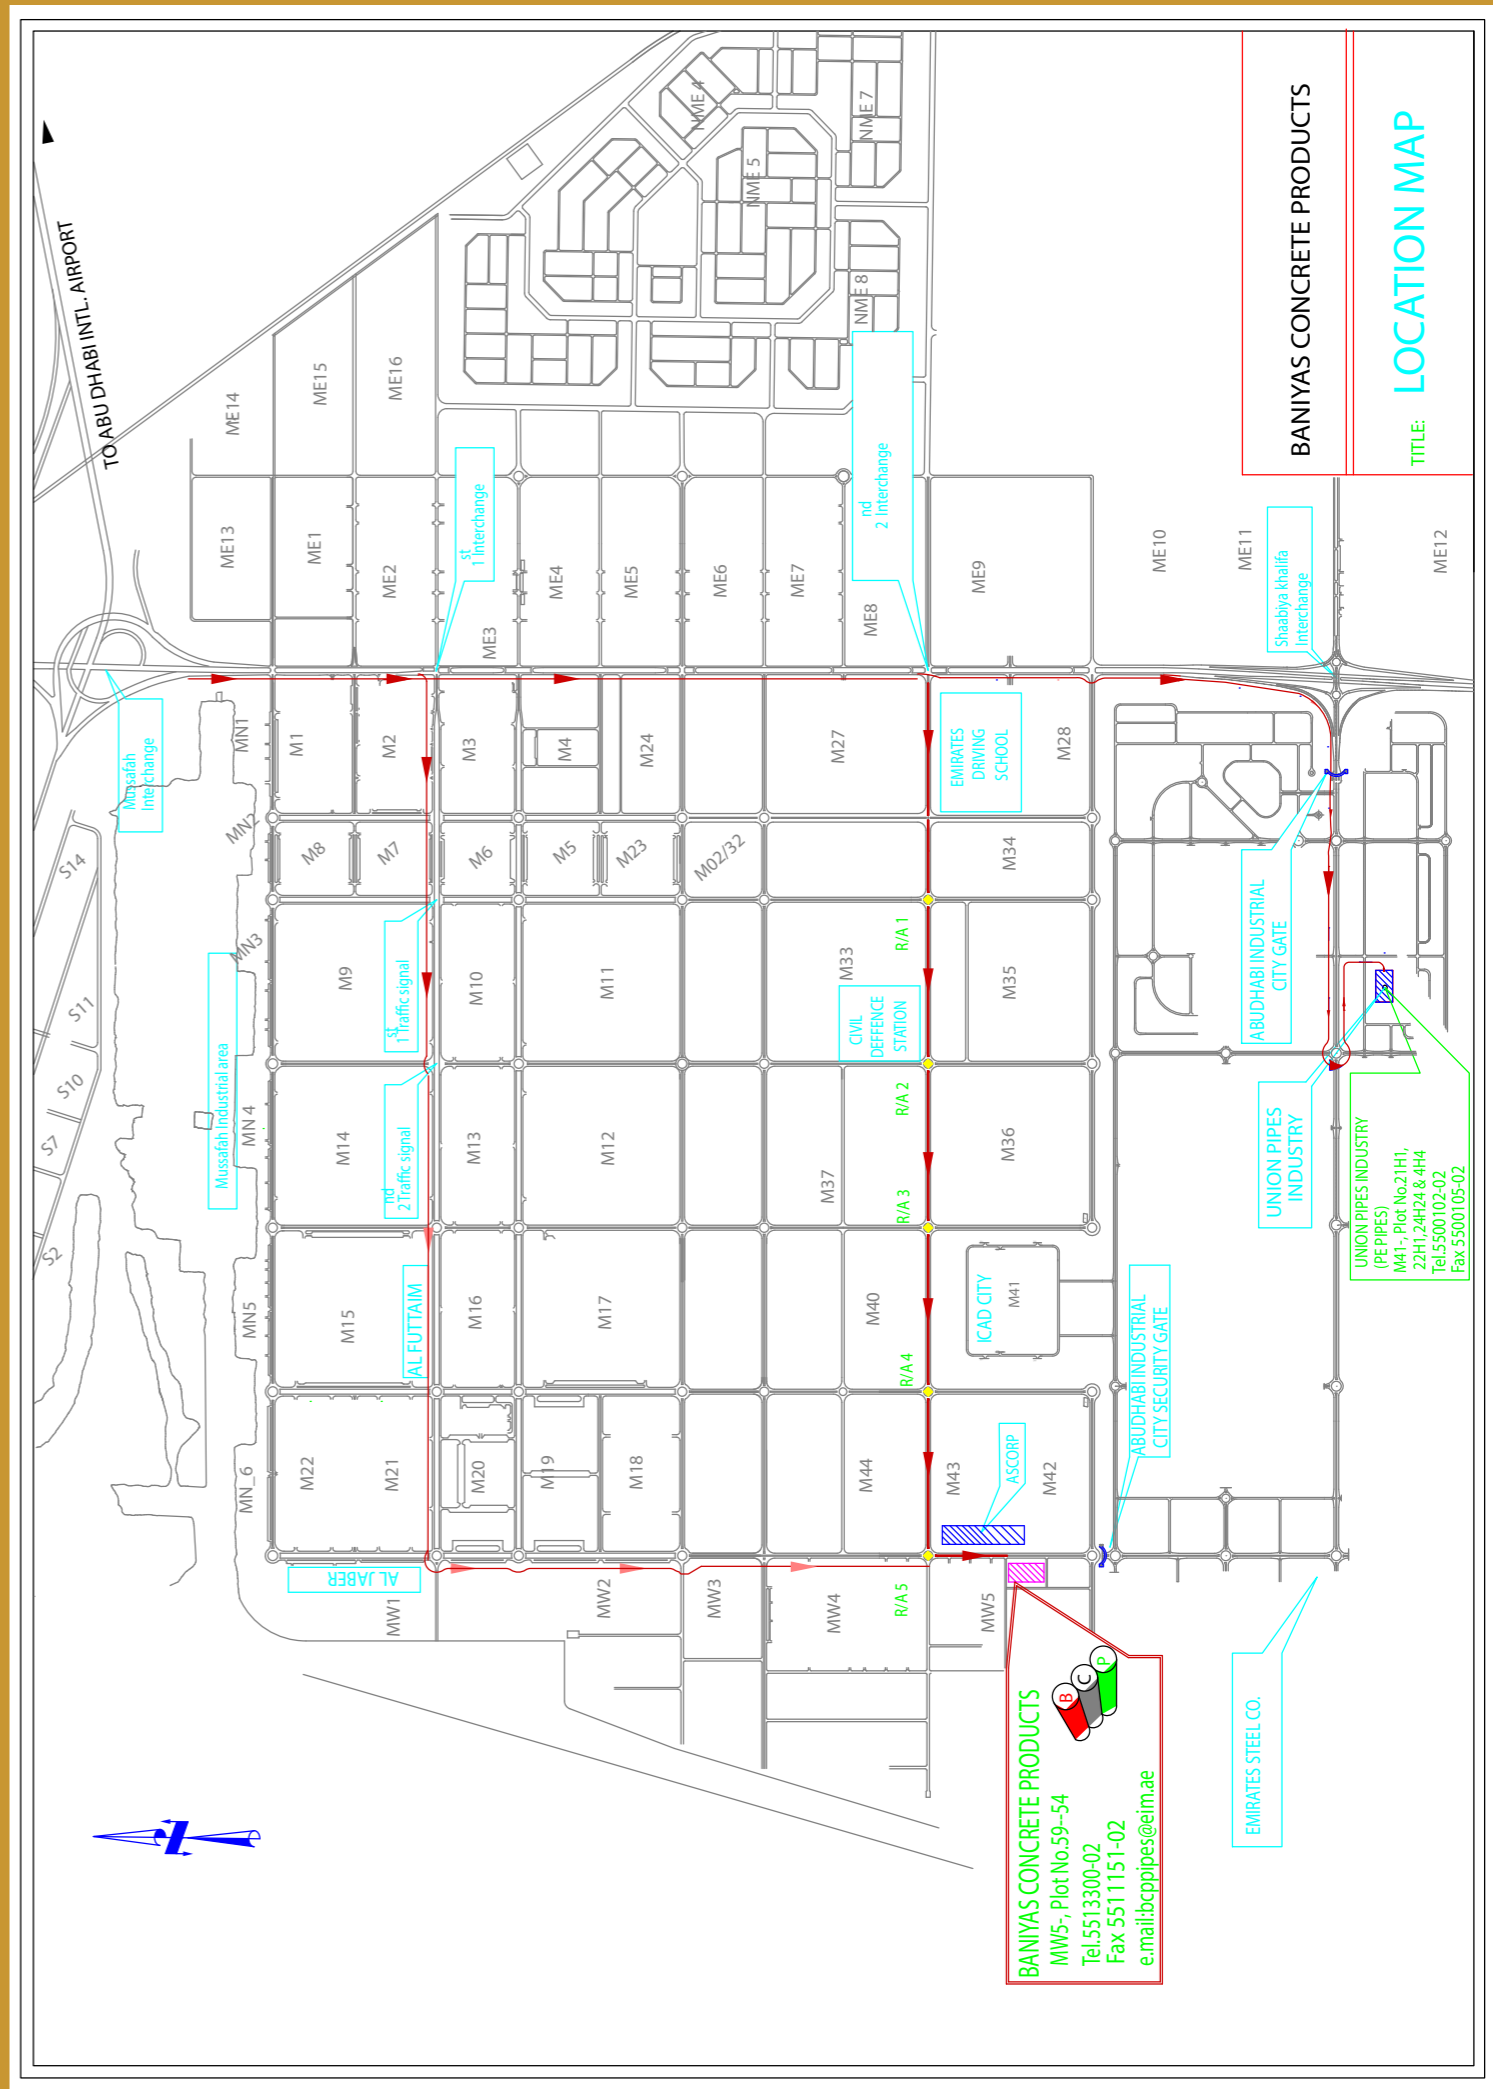 TO ABU DHABI INTL. AIRPORT
BANIYAS CONCRETE PRODUCTS
TITLE:
LOCATION MAP
NME 4
NME 5
NME 7
NME 8
ME14
ME15
ME16
ME13
ME1
ME2
ME3
ME4
ME5
ME6
ME7
ME8
ME9
ME10
ME11
ME12
st
1 Interchange
nd
2 Interchange
Shaabiya khalifa
Interchange
Mussafah
Interchange
MN1
MN2
MN3
MN 4
MN5
MN_6
S14
S11
S10
S7
S2
M1
M2
M3
M4
M24
M27
M28
EMIRATES
DRIVING
SCHOOL
M8
M7
M6
M5
M23
M02/32
M34
M9
M10
M11
M33
M35
R/A 1
st
1 Traffic signal
CIVIL
DEFFENCE
STATION
Mussafah Industrial area
ABUDHABI INDUSTRIAL
CITY GATE
M14
M13
M12
M37
M36
R/A 2
R/A 3
nd
2 Traffic signal
UNION PIPES
INDUSTRY
UNION PIPES INDUSTRY
(PE PIPES)
M41-, Plot No.21H1,
22H1,24H24 & 4H4
Tel.5500102-02
Fax 5500105-02
M15
M16
M17
M40
M41
ICAD CITY
R/A 4
AL FUTTAIM
ABUDHABI INDUSTRIAL
CITY SECURITY GATE
M22
M21
M20
M19
M18
M44
M43
M42
ASCORP
AL JABER
MW1
MW2
MW3
MW4
MW5
R/A 5
EMIRATES STEEL CO.
BANIYAS CONCRETE PRODUCTS
MW5-, Plot No.59--54
Tel.5513300-02
Fax 5511151-02
e.mail:bcppipes@eim.ae
B
C
P